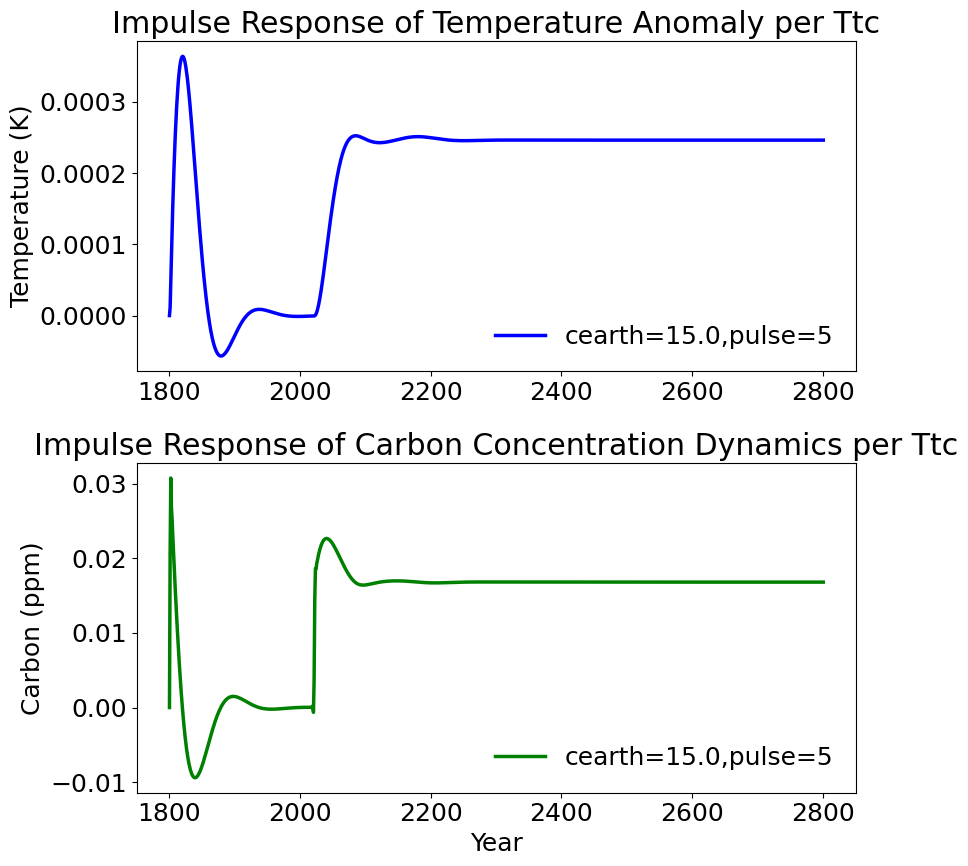 Impulse Response of Temperature Anomaly per Ttc
Temperature (K)
0.0003
0.0002
0.0001
0.0000
cearth=15.0,pulse=5
1800 2000 2200 2400 2600 2800
Impulse Response of Carbon Concentration Dynamics per Ttc
Carbon (ppm)
0.03
0.02
0.01
0.00
−0.01
cearth=15.0,pulse=5
1800 2000 2200 2400 2600 2800
Year